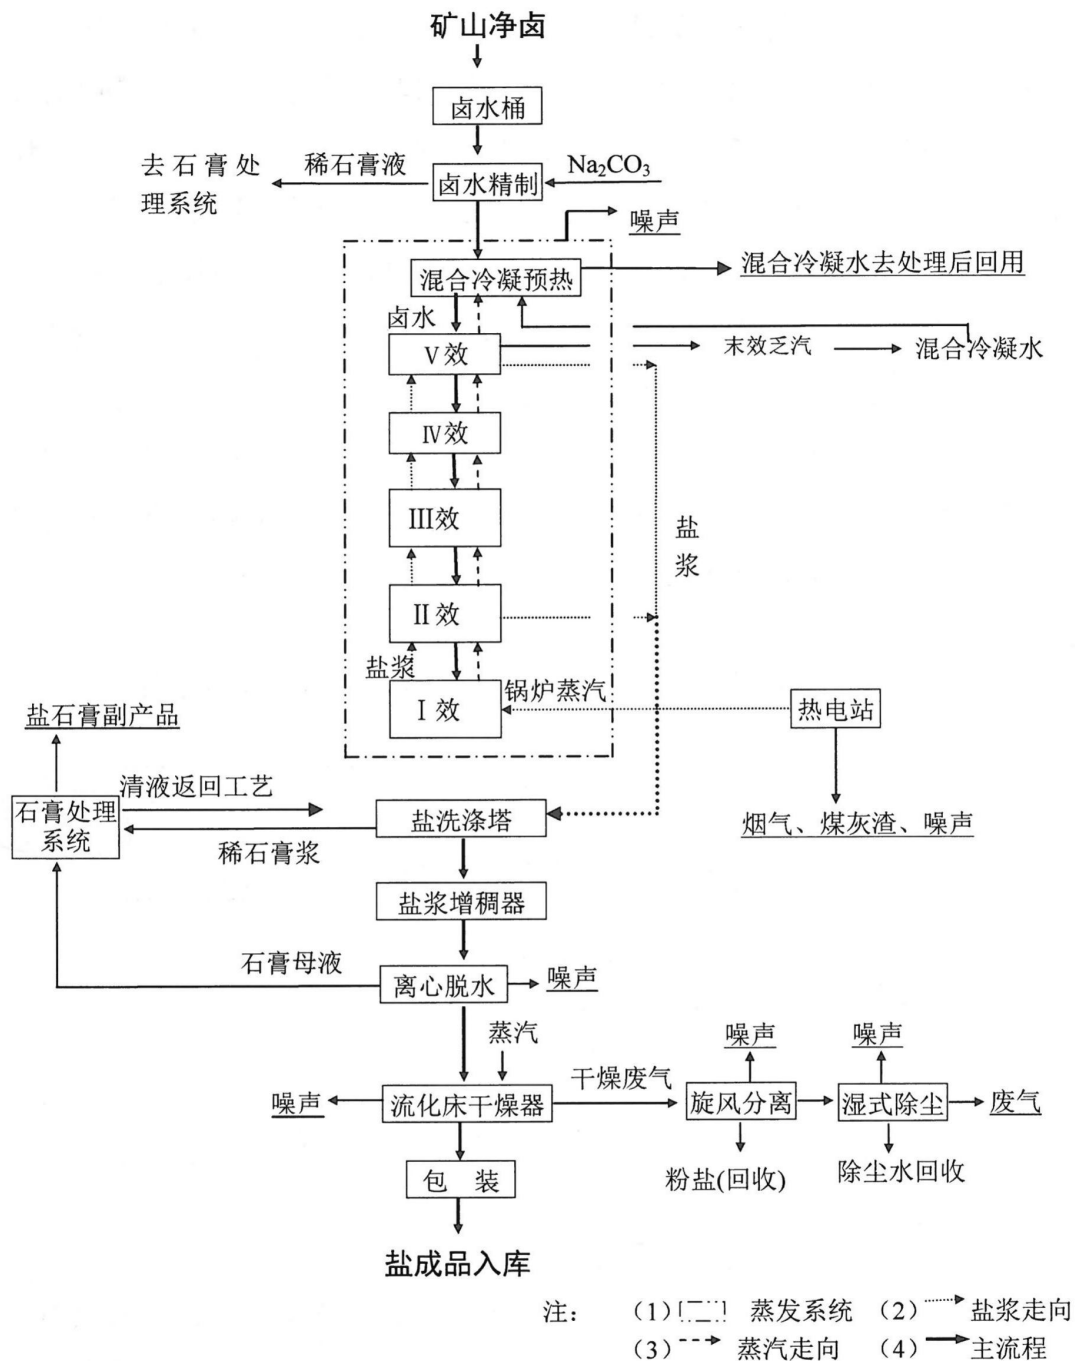 矿山净卤
卤水桶
去石膏处
理系统
稀石膏液
卤水精制
Na₂CO₃
噪声
混合冷凝预热
混合冷凝水去处理后回用
卤水
Ⅴ效
末效乏汽
混合冷凝水
Ⅳ效
Ⅲ效
盐
浆
Ⅱ效
盐浆
Ⅰ效
锅炉蒸汽
热电站
盐石膏副产品
清液返回工艺
石膏处理
系统
盐洗涤塔
烟气、煤灰渣、噪声
稀石膏浆
盐浆增稠器
石膏母液
离心脱水
噪声
蒸汽
噪声
噪声
干燥废气
噪声
流化床干燥器
旋风分离
湿式除尘
废气
包 装
粉盐(回收)
除尘水回收
盐成品入库
注: （1） 蒸发系统 （2） 盐浆走向
（3） 蒸汽走向 （4） 主流程